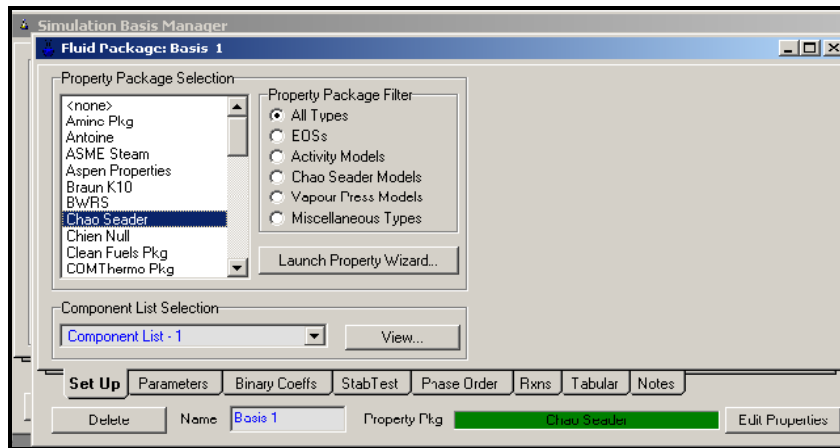 Simulation Basis Manager
Fluid Package: Basis 1
Property Package Selection
<none>
Amine Pkg
Antoine
ASME Steam
Aspen Properties
Braun K10
BWRS
Chao Seader
Chien Null
Clean Fuels Pkg
COMThermo Pkg
Property Package Filter
All Types
EOSs
Activity Models
Chao Seader Models
Vapour Press Models
Miscellaneous Types
Launch Property Wizard...
Component List Selection
Component List - 1
View...
Set Up Parameters Binary Coeffs StabTest Phase Order Rxns Tabular Notes
Delete Name Basis 1 Property Pkg Chao Seader Edit Properties